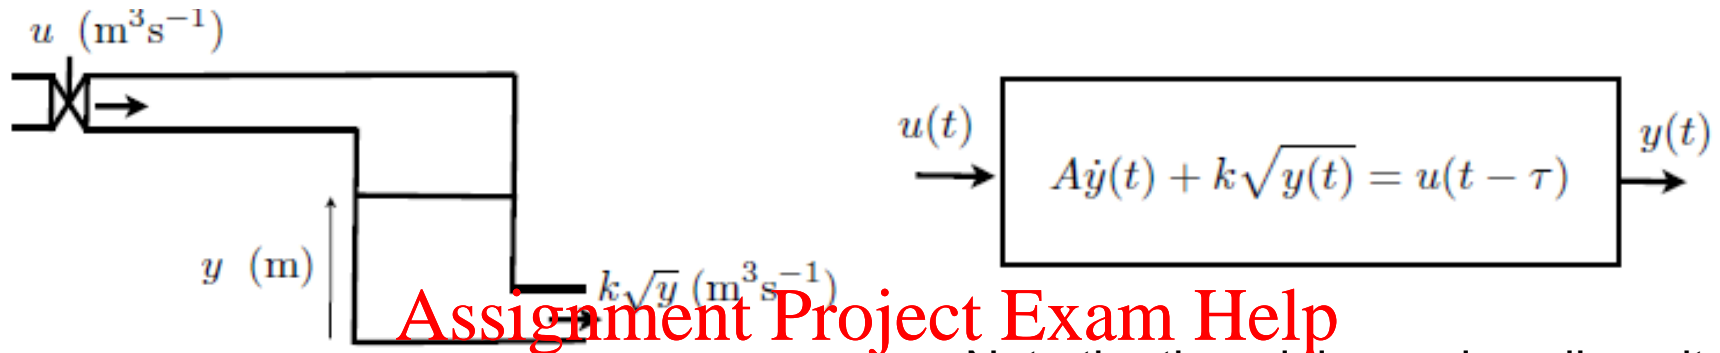 u (m³s⁻¹)
u(t)
Aẏ(t) + k√y(t) = u(t − τ)
y(t)
y (m)
k√y (m³s⁻¹)
Assignment Project Exam Help